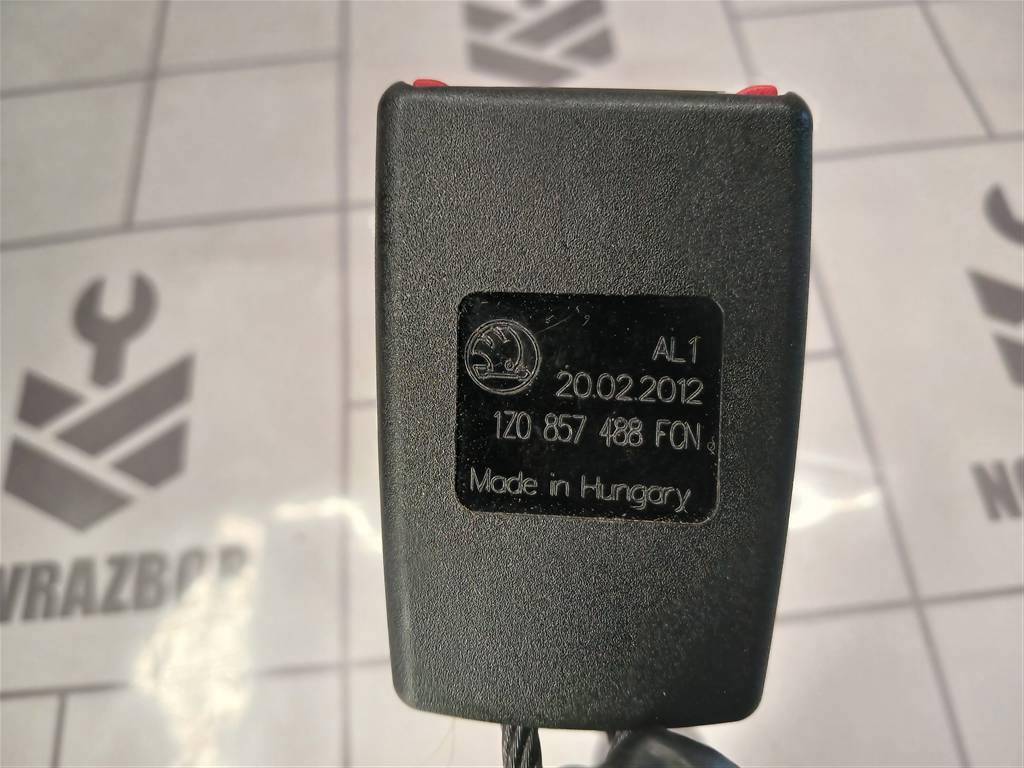 AL1
20.02.2012
1Z0 857 488 FCN
Made in Hungary